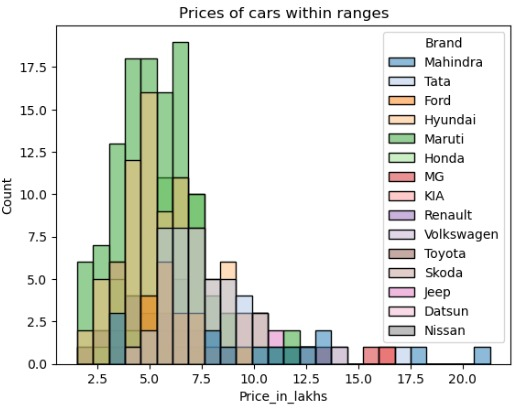 Prices of cars within ranges
Brand
Mahindra
Tata
Ford
Hyundai
Maruti
Honda
MG
KIA
Renault
Volkswagen
Toyota
Skoda
Jeep
Datsun
Nissan
Count
17.5
15.0
12.5
10.0
7.5
5.0
2.5
0.0
2.5 5.0 7.5 10.0 12.5 15.0 17.5 20.0
Price_in_lakhs